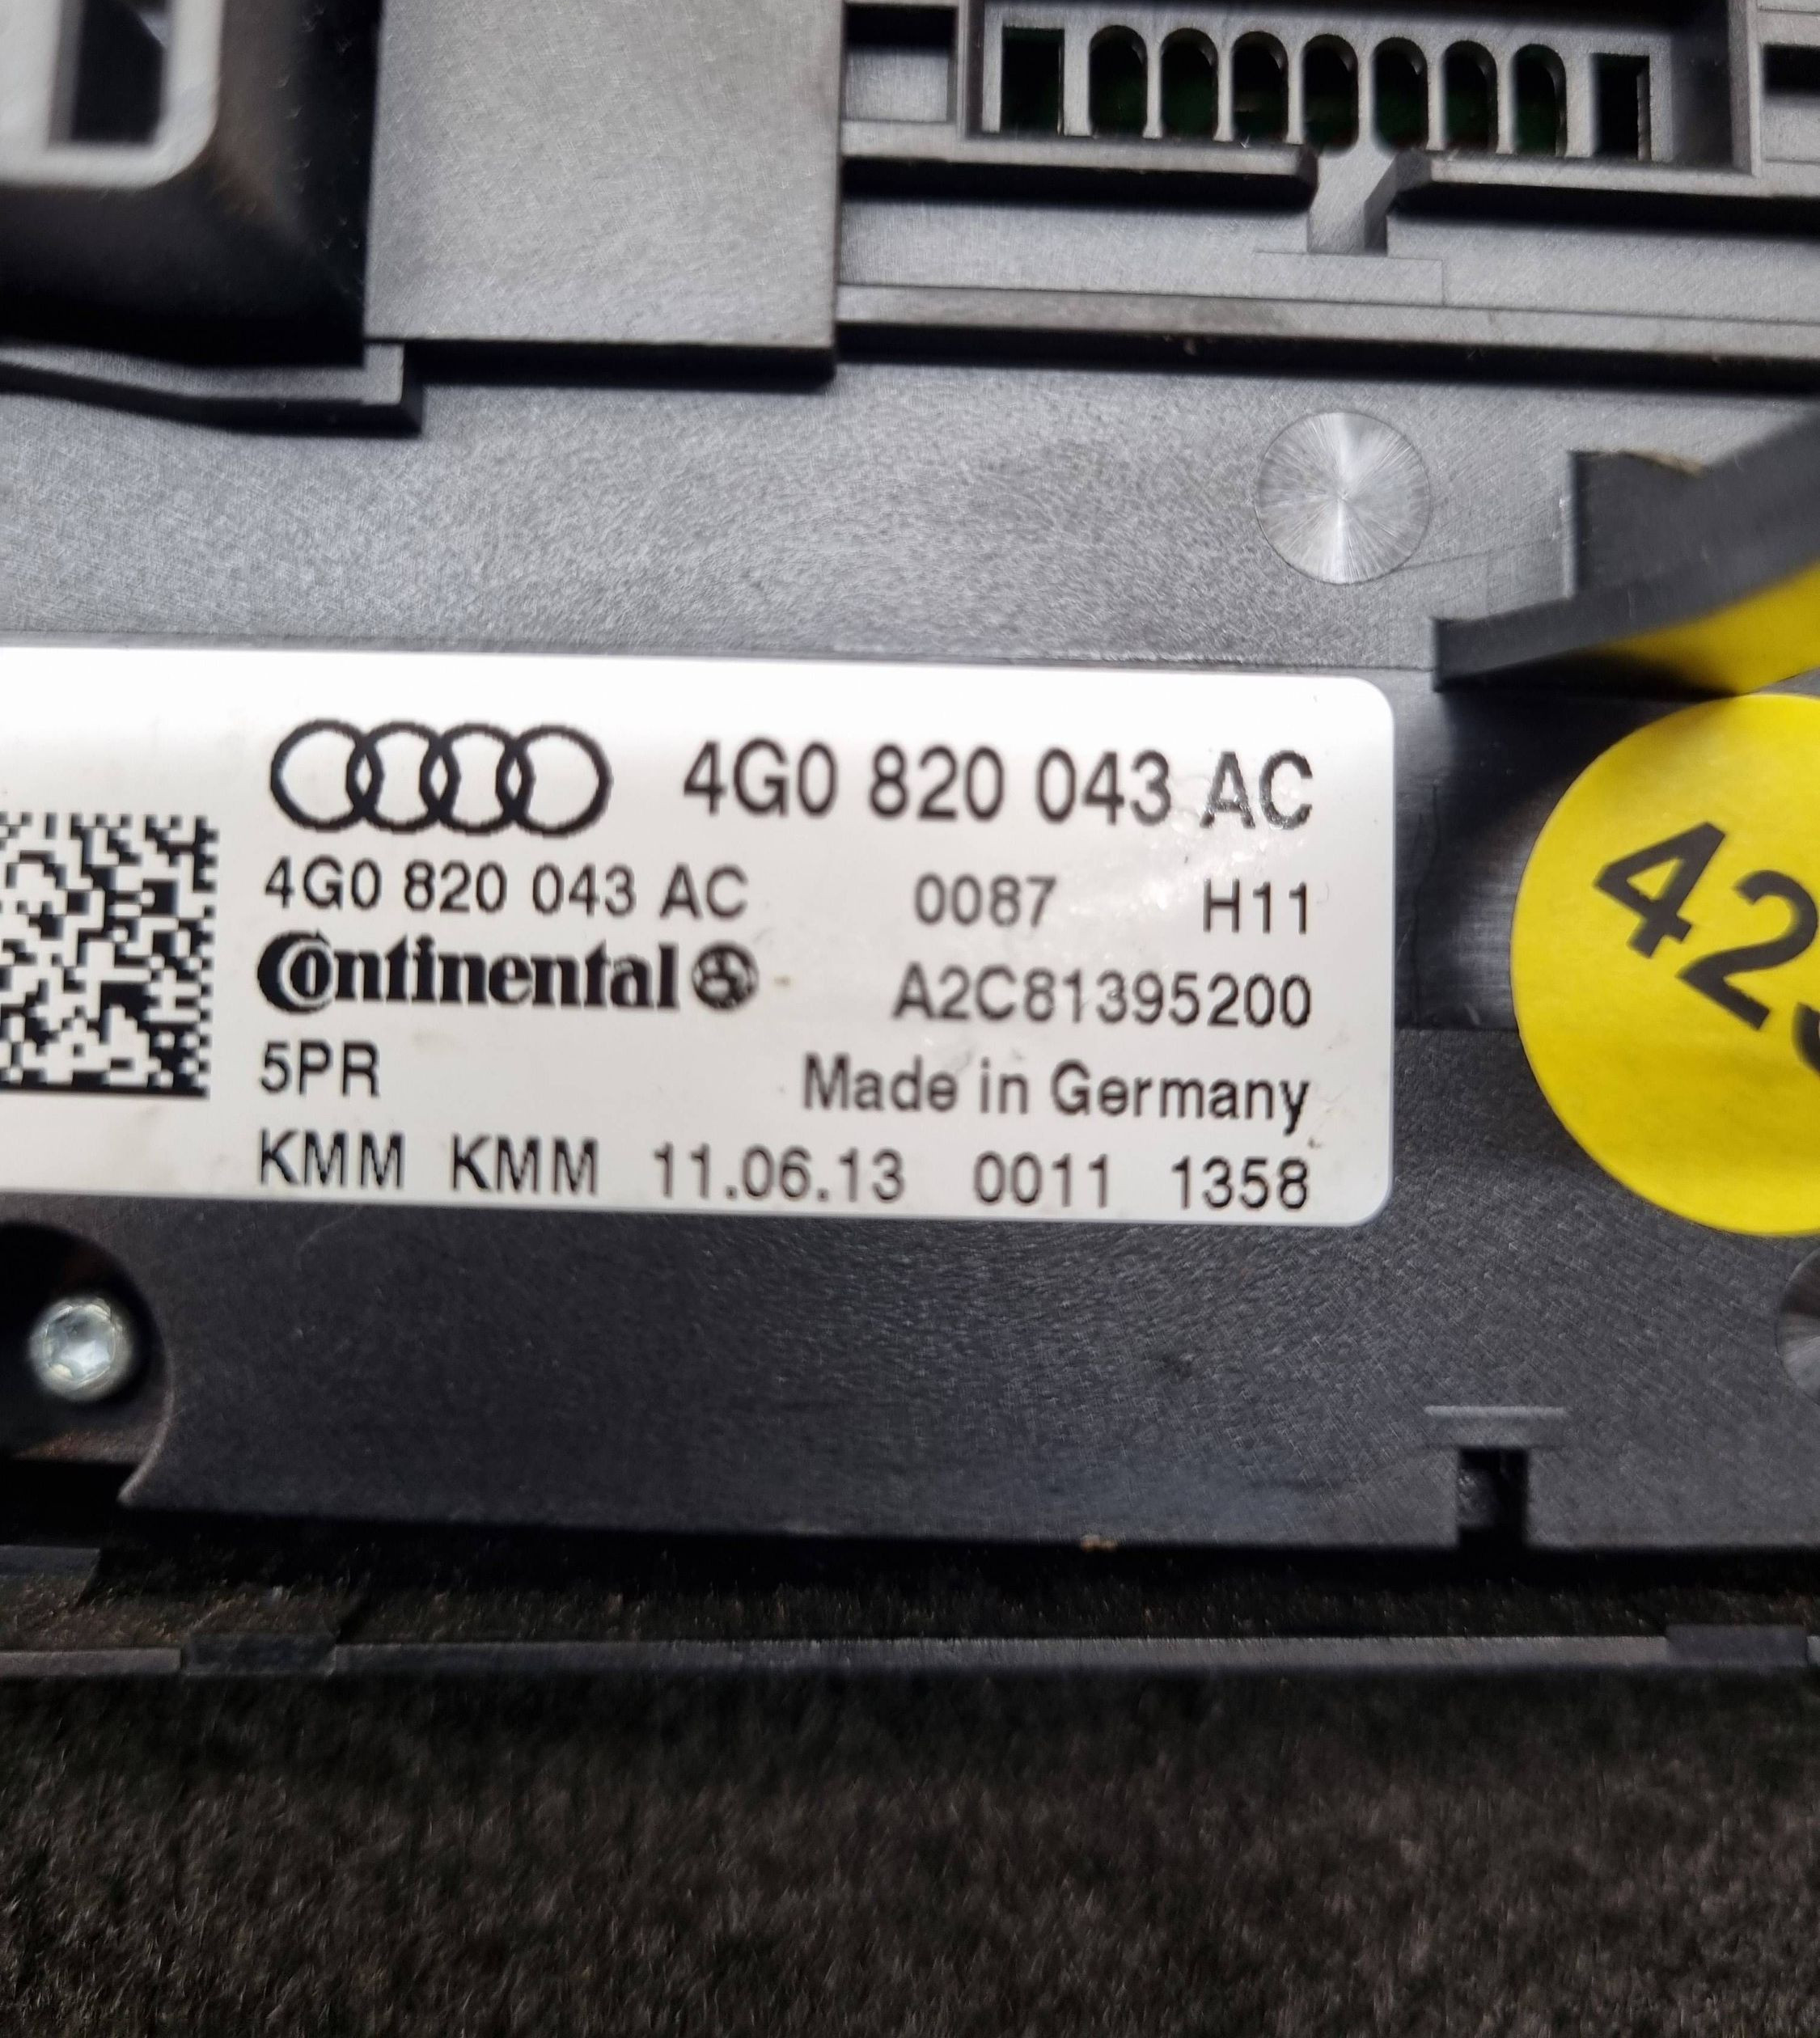 4G0 820 043 AC
4G0 820 043 AC 0087 H11
Continental A2C81395200
5PR Made in Germany
KMM KMM 11.06.13 0011 1358
42